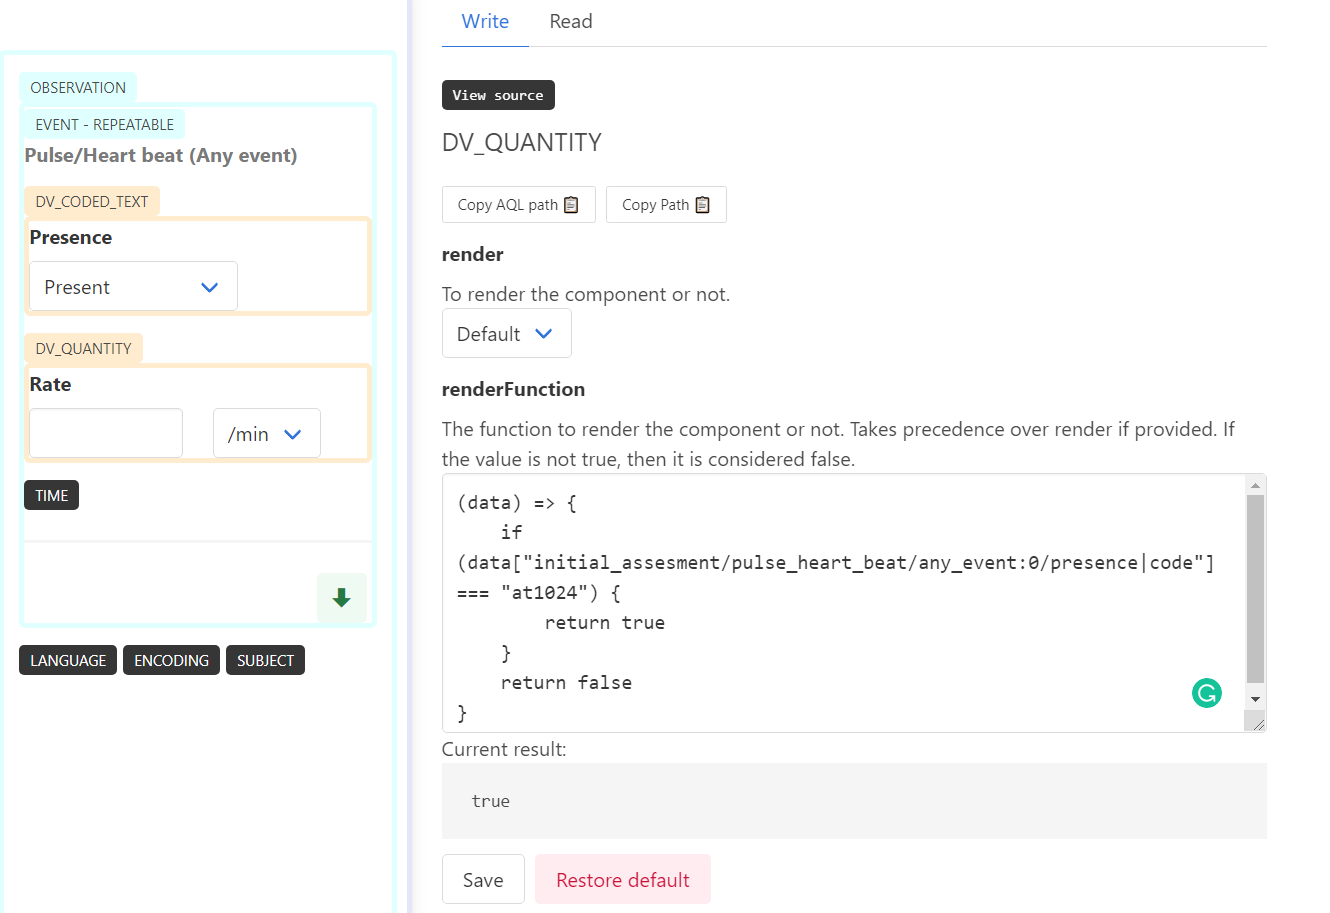 OBSERVATION
EVENT - REPEATABLE
Pulse/Heart beat (Any event)
DV_CODED_TEXT
Presence
Present
DV_QUANTITY
Rate
/min
TIME
LANGUAGE ENCODING SUBJECT
Write Read
View source
DV_QUANTITY
Copy AQL path Copy Path
render
To render the component or not.
Default
renderFunction
The function to render the component or not. Takes precedence over render if provided. If
the value is not true, then it is considered false.
(data) => {
    if
(data["initial_assesment/pulse_heart_beat/any_event:0/presence|code"]
=== "at1024") {
        return true
    }
    return false
}
Current result:
true
Save Restore default